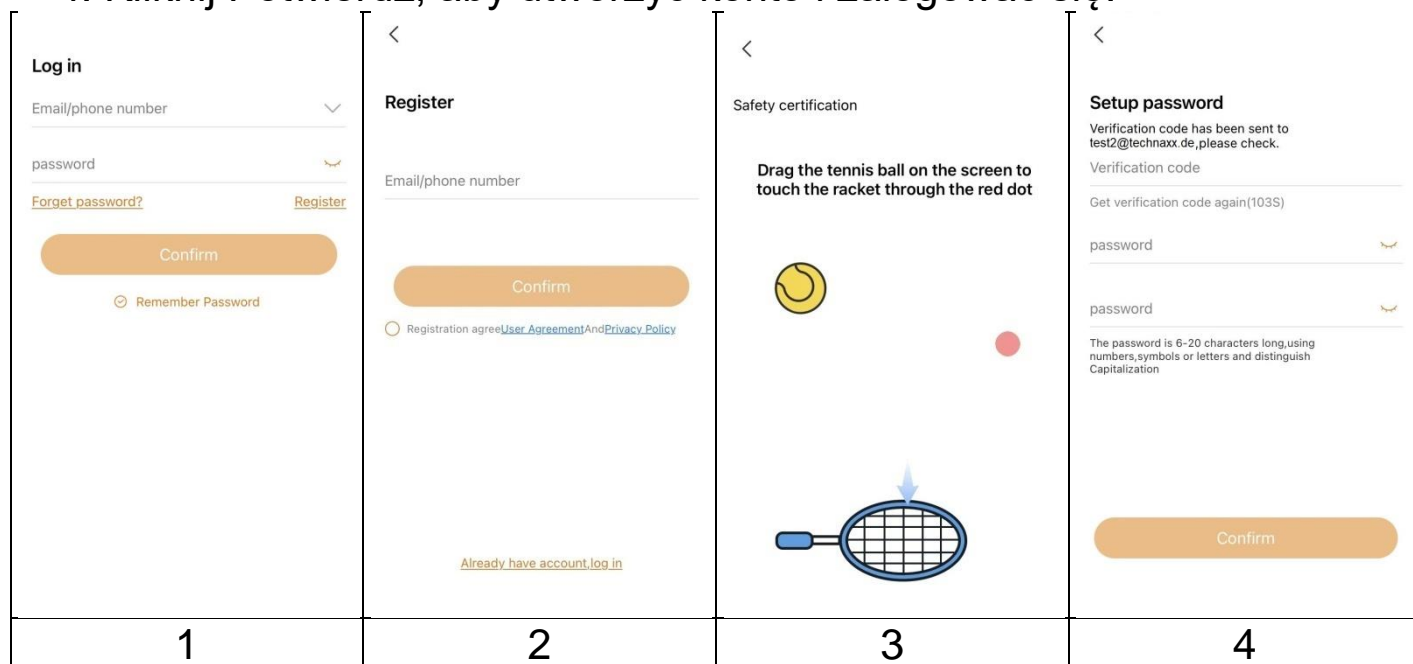 Log in
Email/phone number
password
Forget password? Register
Confirm
Remember Password
1
Register
Email/phone number
Confirm
Registration agreeUser AgreementAndPrivacy Policy
Already have account,log in
2
Safety certification
Drag the tennis ball on the screen to
touch the racket through the red dot
3
Setup password
Verification code has been sent to
test2@technaxx.de,please check.
Verification code
Get verification code again(103S)
password
password
The password is 6-20 characters long,using
numbers,symbols or letters and distinguish
Capitalization
Confirm
4